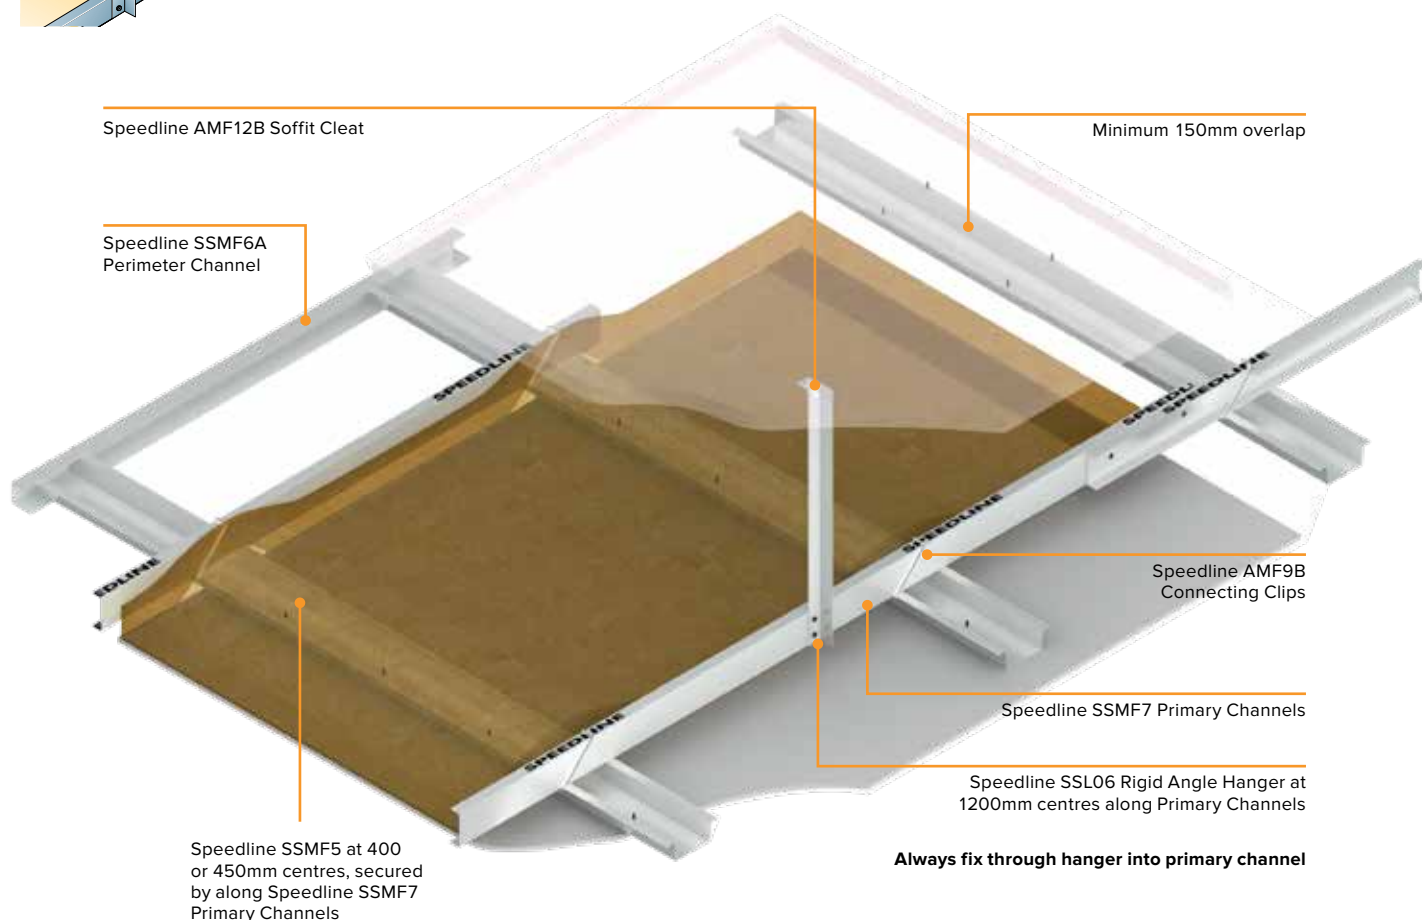 Speedline AMF12B Soffit Cleat
Minimum 150mm overlap
Speedline SSMF6A
Perimeter Channel
SPEEDLINE
SPEEDLI
SPEEDLINE
SPEEDLINE
EDLINE
Speedline AMF9B
Connecting Clips
SPEEDLINE
Speedline SSMF7 Primary Channels
Speedline SSL06 Rigid Angle Hanger at
1200mm centres along Primary Channels
Speedline SSMF5 at 400
or 450mm centres, secured
by along Speedline SSMF7
Primary Channels
Always fix through hanger into primary channel